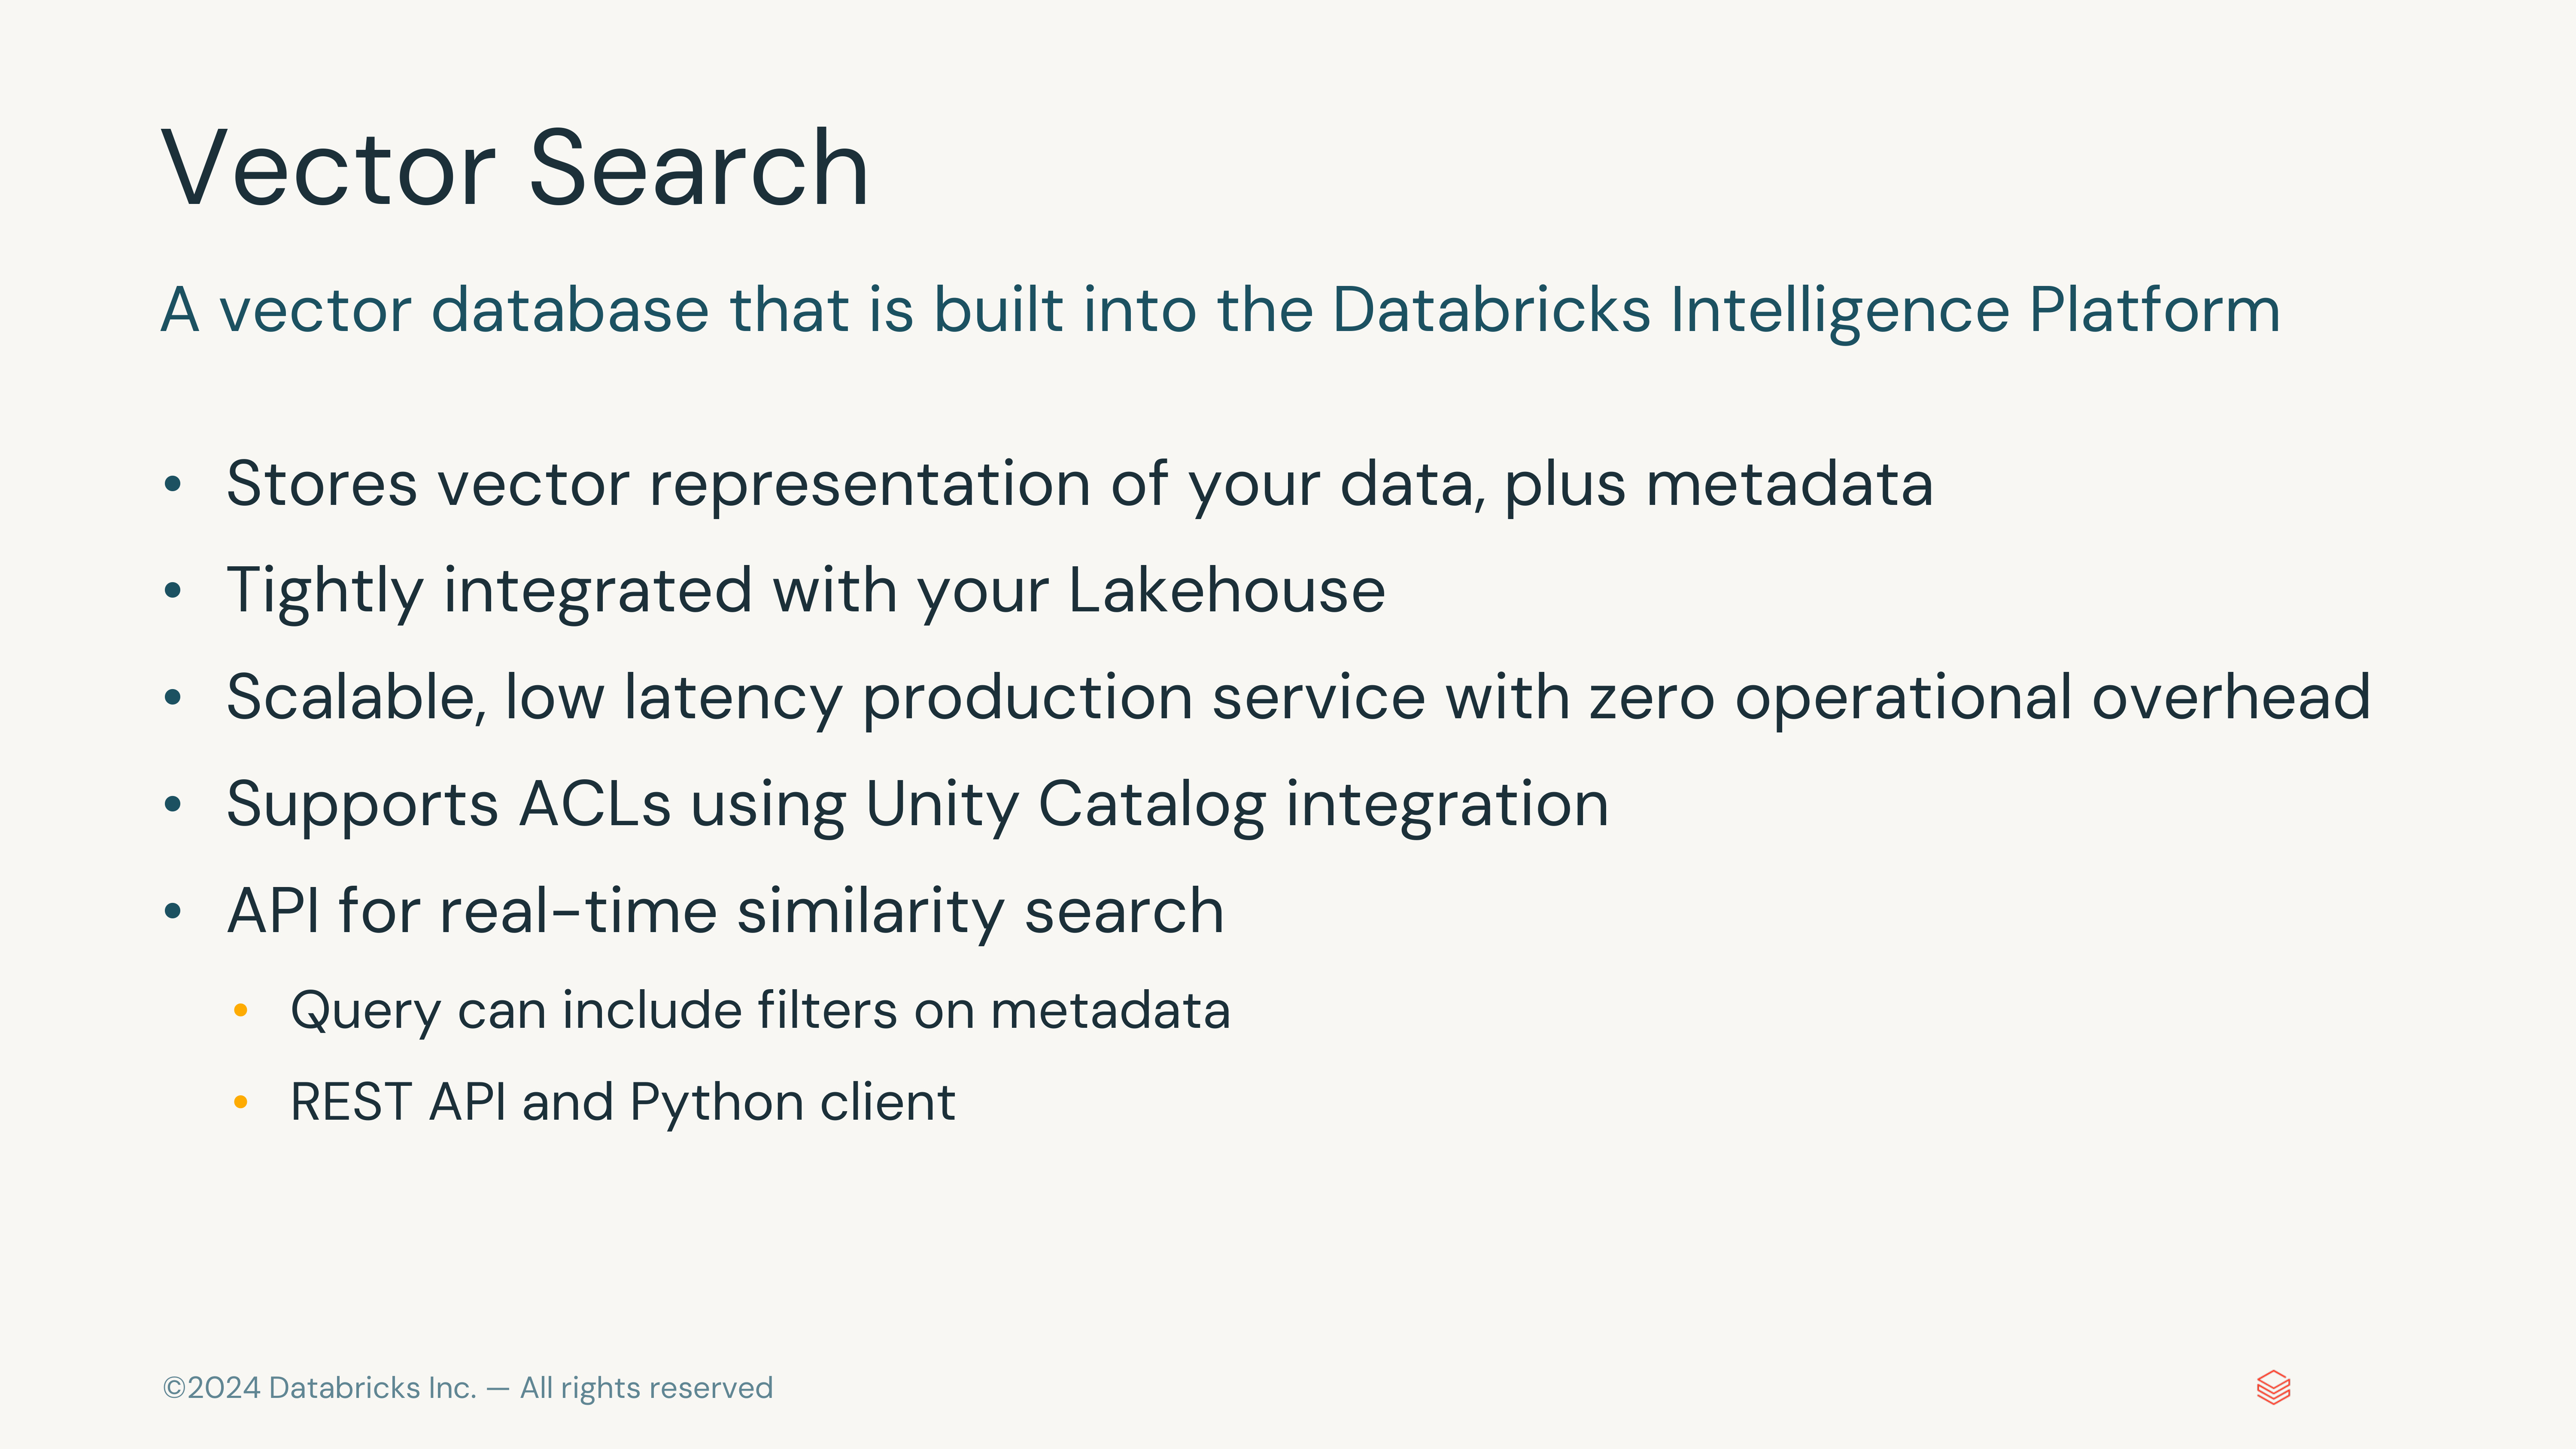 Vector Search
A vector database that is built into the Databricks Intelligence Platform
• Stores vector representation of your data, plus metadata
• Tightly integrated with your Lakehouse
• Scalable, low latency production service with zero operational overhead
• Supports ACLs using Unity Catalog integration
• API for real-time similarity search
• Query can include filters on metadata
• REST API and Python client
©2024 Databricks Inc. — All rights reserved